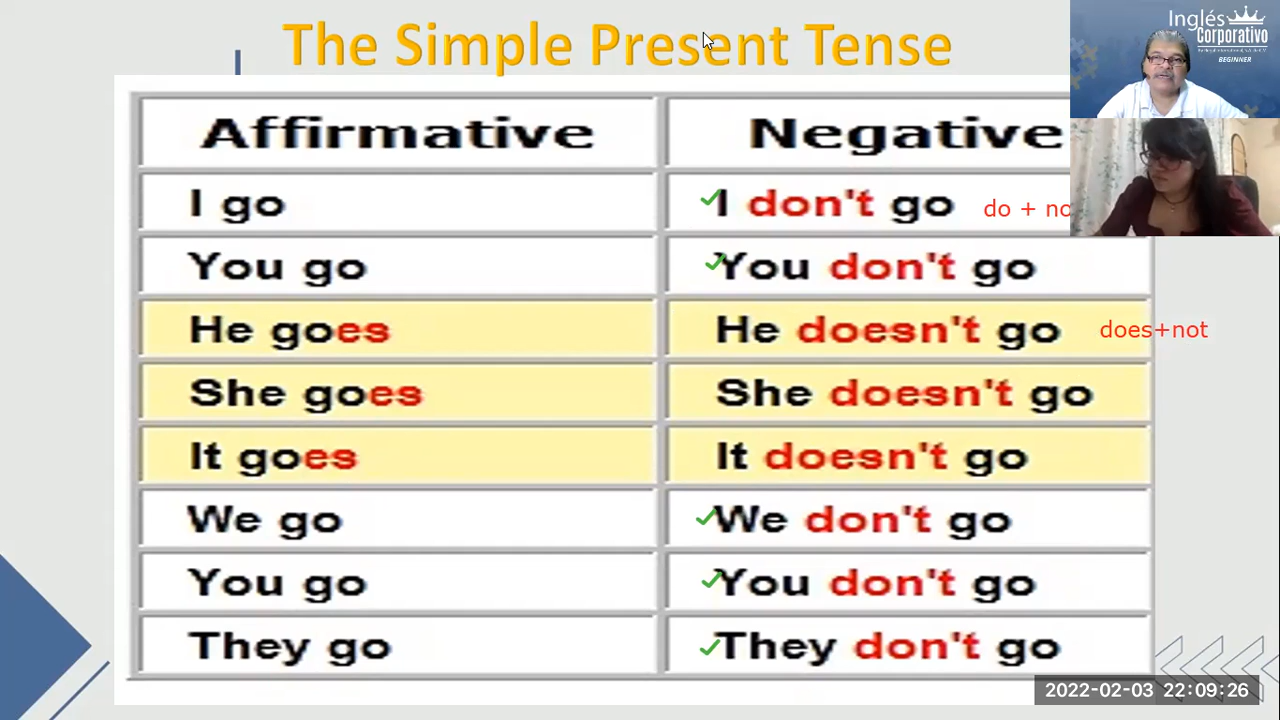 The Simple Present Tense
Inglés
Corporativo
BEGINNER
Affirmative Negative
I go I don't go do + no
You go You don't go
He goes He doesn't go does+not
She goes She doesn't go
It goes It doesn't go
We go We don't go
You go You don't go
They go They don't go
2022-02-03 22:09:26